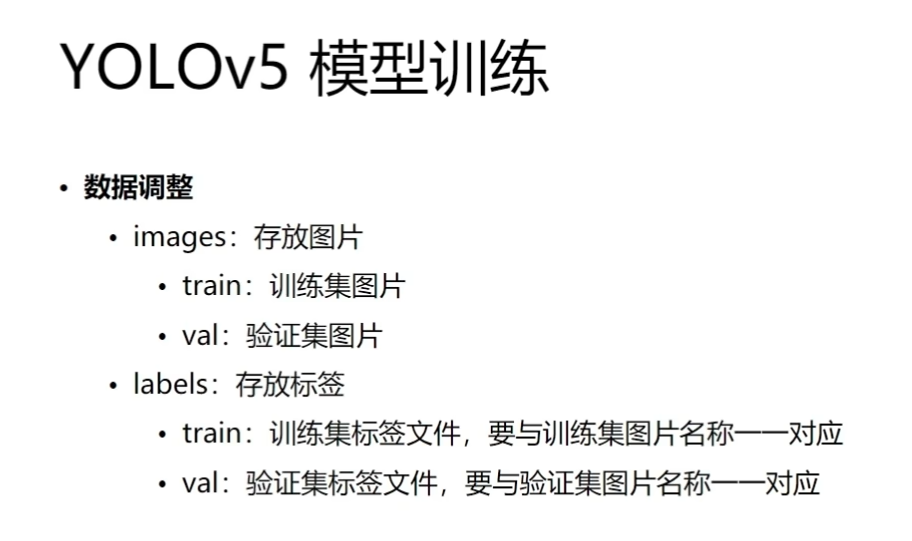 YOLOv5 模型训练
• 数据调整
• images：存放图片
• train：训练集图片
• val：验证集图片
• labels：存放标签
• train：训练集标签文件，要与训练集图片名称一一对应
• val：验证集标签文件，要与验证集图片名称一一对应